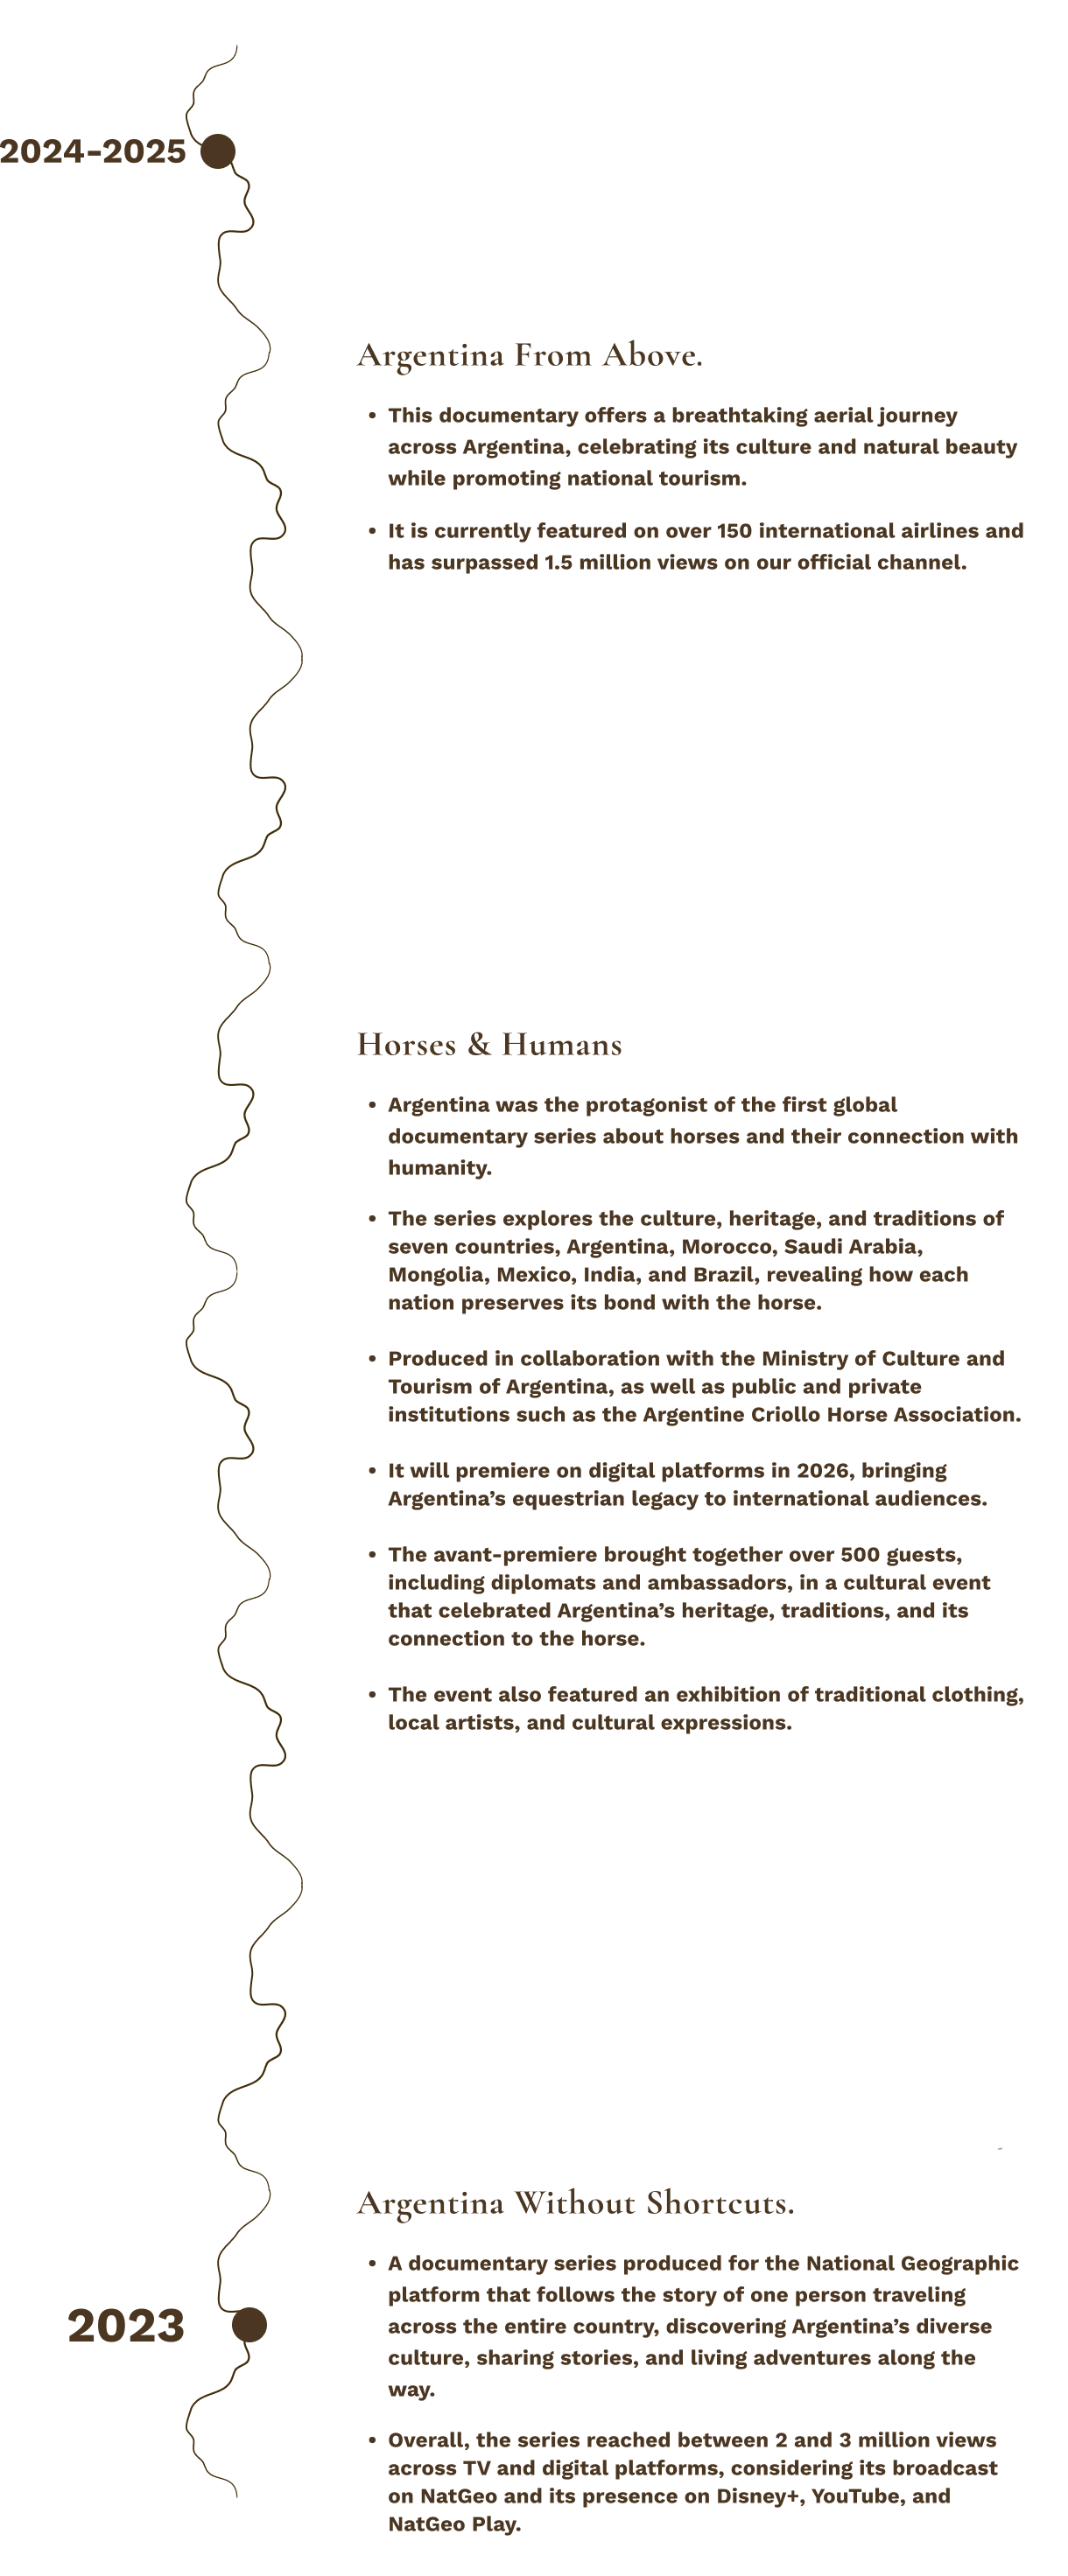 2024-2025
Argentina From Above.
• This documentary offers a breathtaking aerial journey
across Argentina, celebrating its culture and natural beauty
while promoting national tourism.
• It is currently featured on over 150 international airlines and
has surpassed 1.5 million views on our official channel.
Horses & Humans
• Argentina was the protagonist of the first global
documentary series about horses and their connection with
humanity.
• The series explores the culture, heritage, and traditions of
seven countries, Argentina, Morocco, Saudi Arabia,
Mongolia, Mexico, India, and Brazil, revealing how each
nation preserves its bond with the horse.
• Produced in collaboration with the Ministry of Culture and
Tourism of Argentina, as well as public and private
institutions such as the Argentine Criollo Horse Association.
• It will premiere on digital platforms in 2026, bringing
Argentina’s equestrian legacy to international audiences.
• The avant-premiere brought together over 500 guests,
including diplomats and ambassadors, in a cultural event
that celebrated Argentina’s heritage, traditions, and its
connection to the horse.
• The event also featured an exhibition of traditional clothing,
local artists, and cultural expressions.
Argentina Without Shortcuts.
2023
• A documentary series produced for the National Geographic
platform that follows the story of one person traveling
across the entire country, discovering Argentina’s diverse
culture, sharing stories, and living adventures along the
way.
• Overall, the series reached between 2 and 3 million views
across TV and digital platforms, considering its broadcast
on NatGeo and its presence on Disney+, YouTube, and
NatGeo Play.